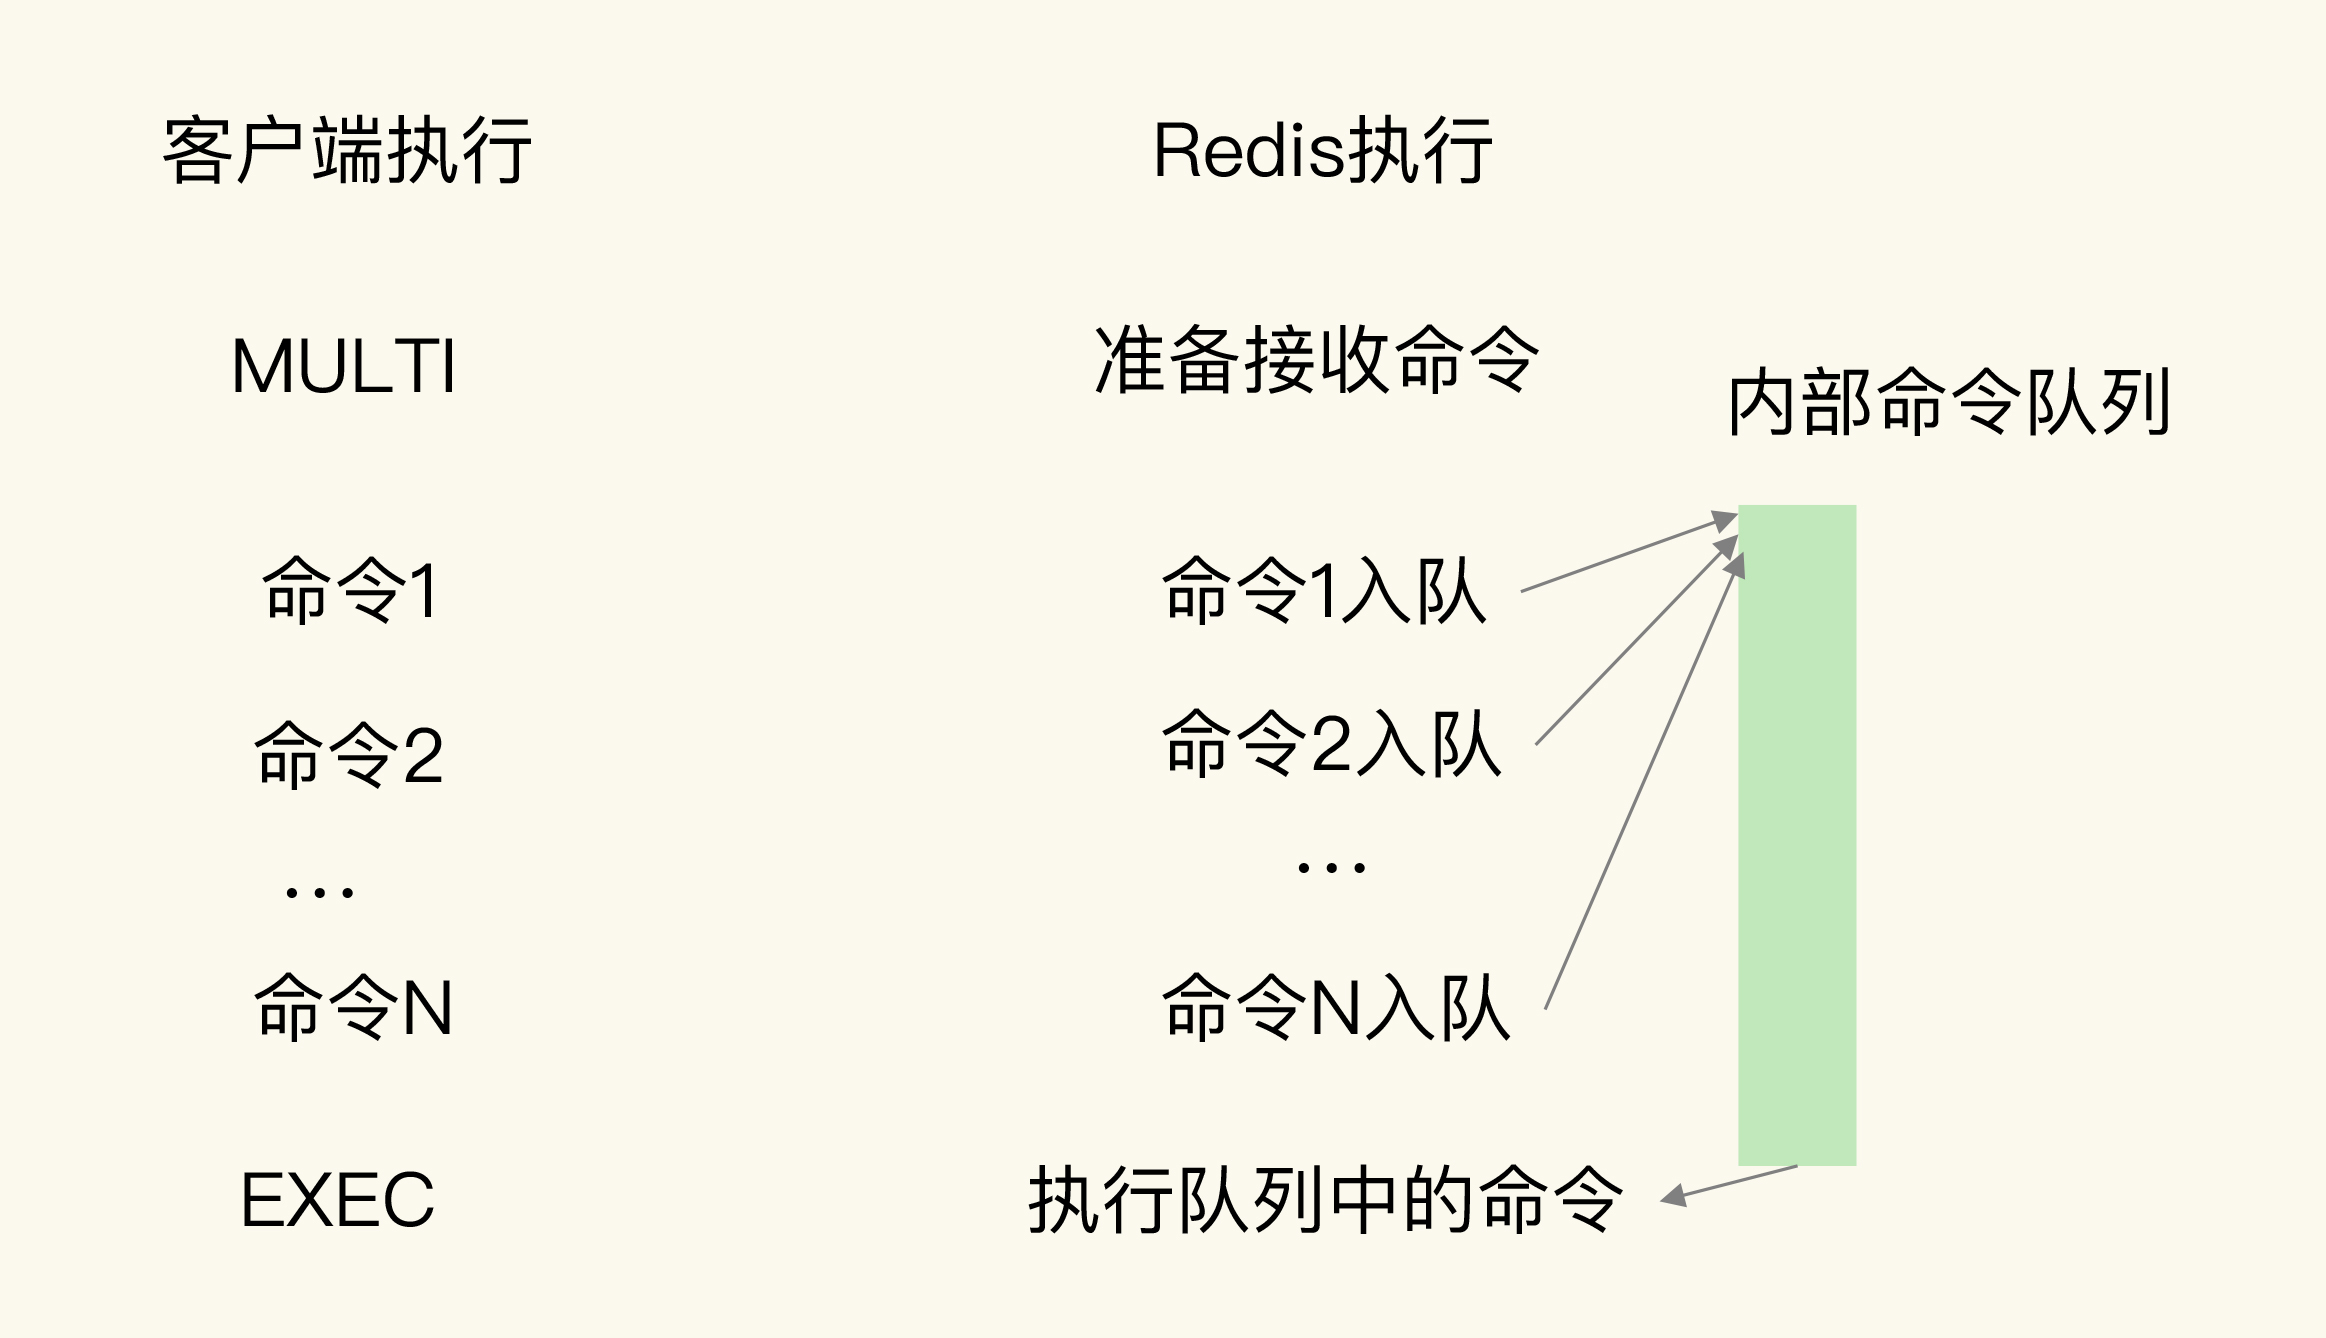 客户端执行
Redis执行
MULTI
准备接收命令
内部命令队列
命令1
命令1入队
命令2
命令2入队
...
...
命令N
命令N入队
EXEC
执行队列中的命令